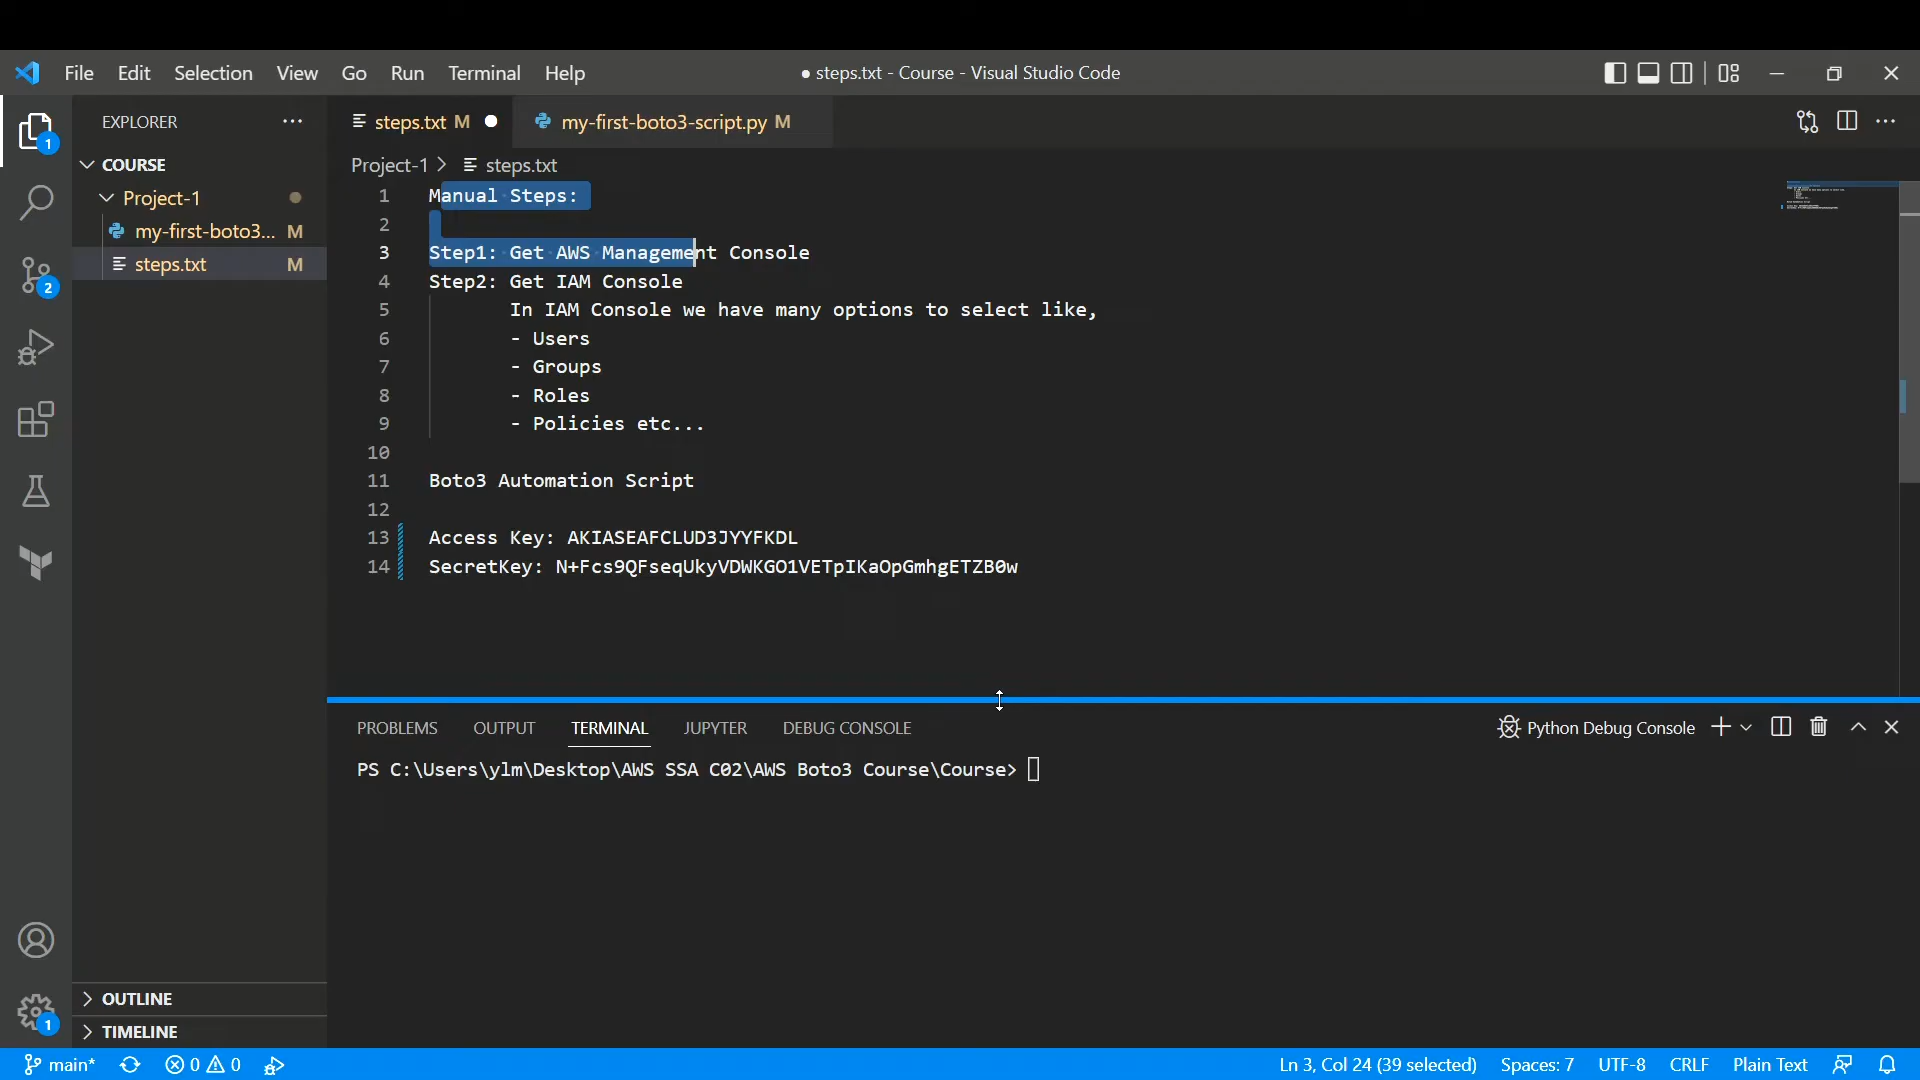 File Edit Selection View Go Run Terminal Help
● steps.txt - Course - Visual Studio Code
EXPLORER
steps.txt M
my-first-boto3-script.py M
COURSE
Project-1 > steps.txt
Project-1
my-first-boto3... M
steps.txt M
1 Manual Steps:
2
3 Step1: Get AWS Management Console
4 Step2: Get IAM Console
5 In IAM Console we have many options to select like,
6 - Users
7 - Groups
8 - Roles
9 - Policies etc...
10
11 Boto3 Automation Script
12
13 Access Key: AKIASEAFCLUD3JYYFKDL
14 SecretKey: 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
1
2
PROBLEMS OUTPUT TERMINAL JUPYTER DEBUG CONSOLE
Python Debug Console
PS C:\Users\ylm\Desktop\AWS SSA C02\AWS Boto3 Course\Course>
OUTLINE
TIMELINE
1
main* 0 0
Ln 3, Col 24 (39 selected) Spaces: 7 UTF-8 CRLF Plain Text